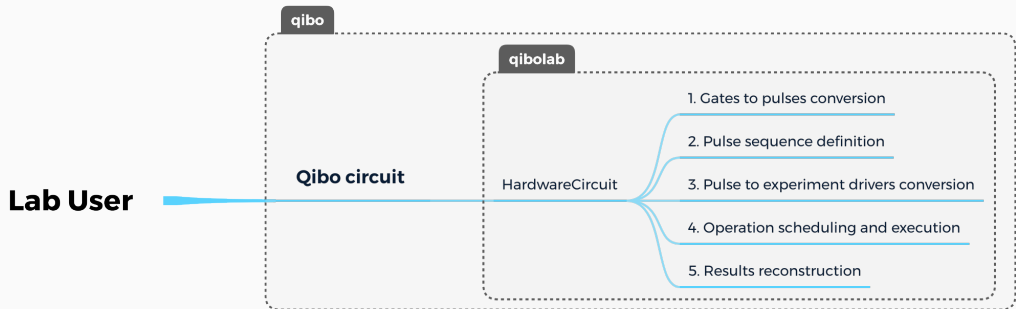 qibo
qibolab
1. Gates to pulses conversion
2. Pulse sequence definition
Qibo circuit
HardwareCircuit
3. Pulse to experiment drivers conversion
Lab User
4. Operation scheduling and execution
5. Results reconstruction